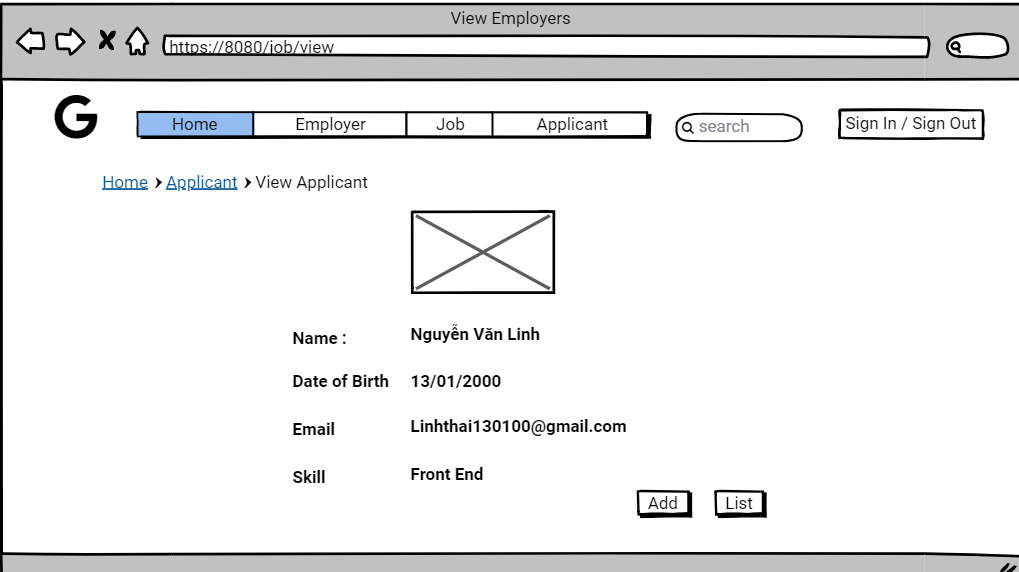 View Employers
https://8080/job/view
G
Home Employer Job Applicant search Sign In / Sign Out
Home > Applicant > View Applicant
Name : Nguyễn Văn Linh
Date of Birth 13/01/2000
Email Linhthai130100@gmail.com
Skill Front End
Add List